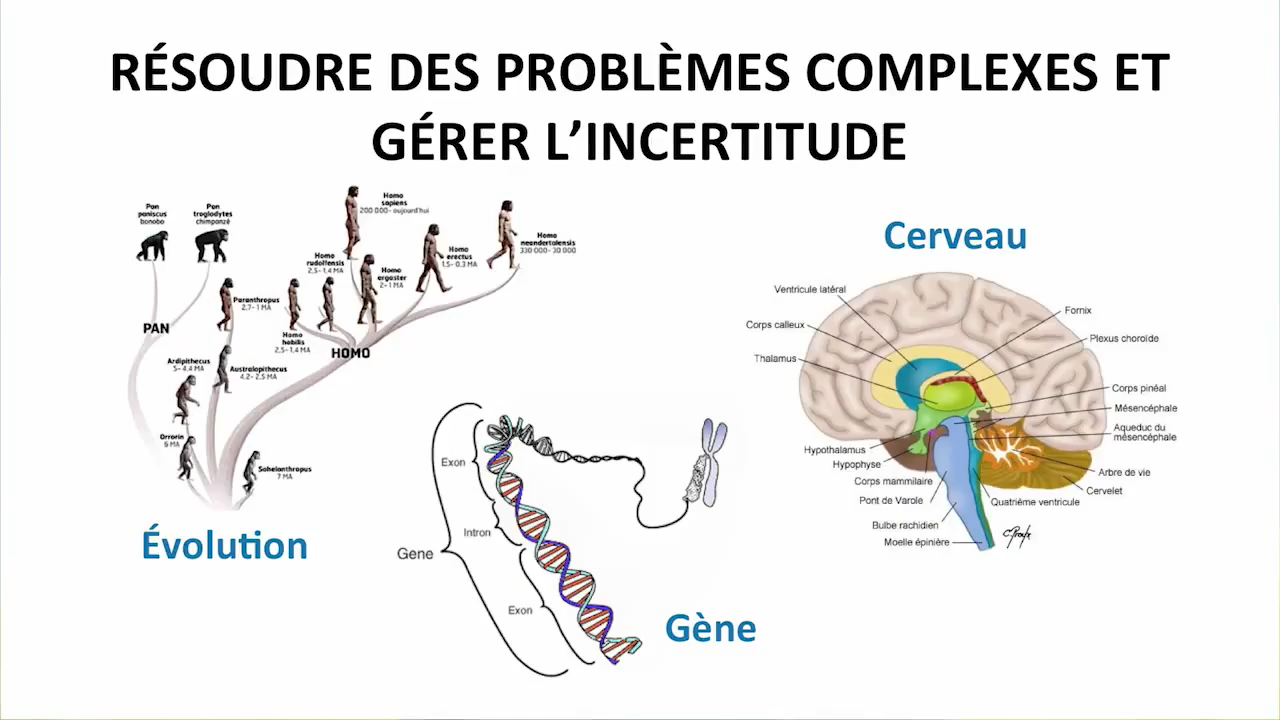 RÉSOUDRE DES PROBLÈMES COMPLEXES ET
GÉRER L’INCERTITUDE
Pan
paniscus
bonobo
Pan
troglodytes
chimpanzé
Homo
sapiens
200 000- aujourd'hui
Homo
neandertalensis
330 000- 30 000
Homo
erectus
1,5- 0,3 MA
Homo
rudolfensis
2,5- 1,4 MA
Homo
ergaster
2- 1 MA
Paranthropus
2,7- 1 MA
PAN
Homo
habilis
2,5- 1,4 MA
HOMO
Ardipithecus
5- 4,4 MA
Australopithecus
4,2- 2,5 MA
Orrorin
6 MA
Sahelanthropus
7 MA
Évolution
Exon
Intron
Gene
Exon
Gène
Cerveau
Ventricule latéral
Corps calleux
Thalamus
Fornix
Plexus choroïde
Corps pinéal
Mésencéphale
Aqueduc du
mésencéphale
Hypothalamus
Hypophyse
Corps mammilaire
Pont de Varole
Bulbe rachidien
Moelle épinière
Arbre de vie
Cervelet
Quatrième ventricule